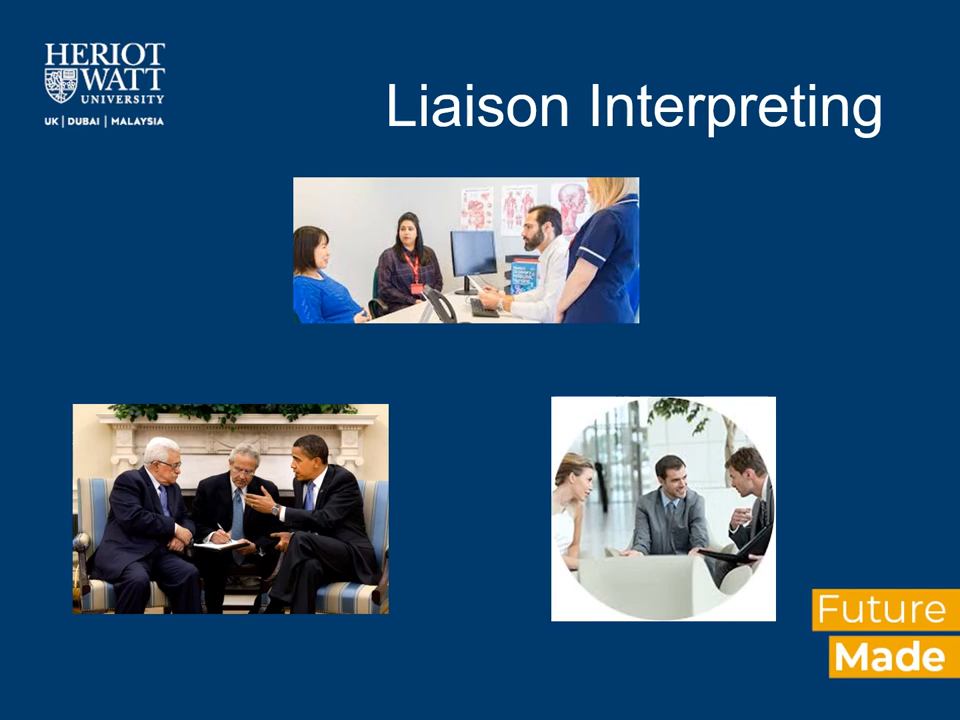 HERIOT
WATT
UNIVERSITY
UK | DUBAI | MALAYSIA
Liaison Interpreting
Future
Made